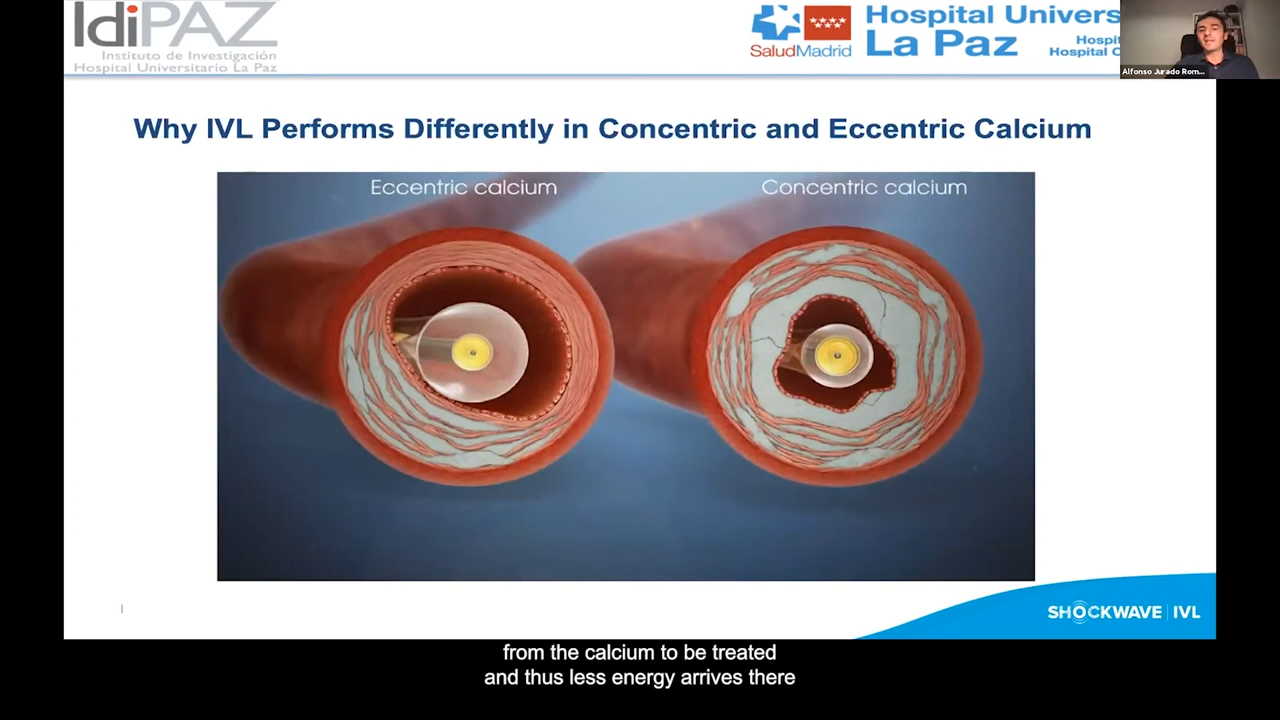 IdiPAZ
Instituto de Investigación
Hospital Universitario La Paz
SaludMadrid
Hospital Univers
La Paz
Hospi
Hospital C
Alfonso Jurado Rom...
Why IVL Performs Differently in Concentric and Eccentric Calcium
Eccentric calcium
Concentric calcium
SHOCKWAVE | IVL
from the calcium to be treated
and thus less energy arrives there